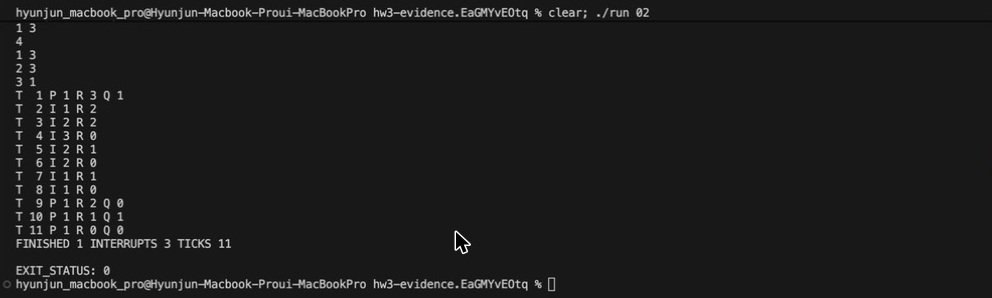 hyunjun_macbook_pro@Hyunjun-Macbook-Proui-MacBookPro hw3-evidence.EaGMYvEOtq % clear; ./run 02
1 3
4
1 3
2 3
3 1
T  1 P 1 R 3 Q 1
T  2 I 1 R 2
T  3 I 2 R 2
T  4 I 3 R 0
T  5 I 2 R 1
T  6 I 2 R 0
T  7 I 1 R 1
T  8 I 1 R 0
T  9 P 1 R 2 Q 0
T 10 P 1 R 1 Q 1
T 11 P 1 R 0 Q 0
FINISHED 1 INTERRUPTS 3 TICKS 11
EXIT_STATUS: 0
hyunjun_macbook_pro@Hyunjun-Macbook-Proui-MacBookPro hw3-evidence.EaGMYvEOtq %